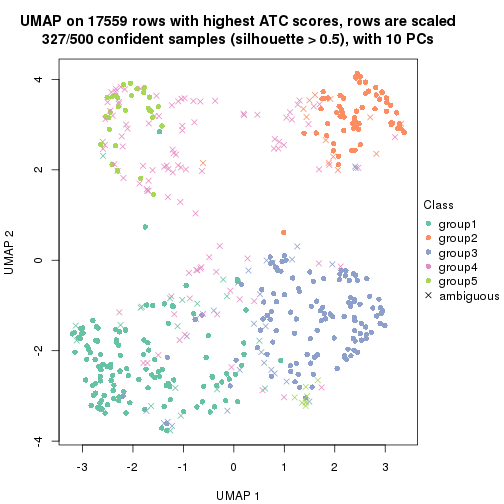 UMAP on 17559 rows with highest ATC scores, rows are scaled
327/500 confident samples (silhouette > 0.5), with 10 PCs
4
2
0
-2
-4
UMAP 2
-3
-2
-1
0
1
2
3
UMAP 1
Class
group1
group2
group3
group4
group5
ambiguous